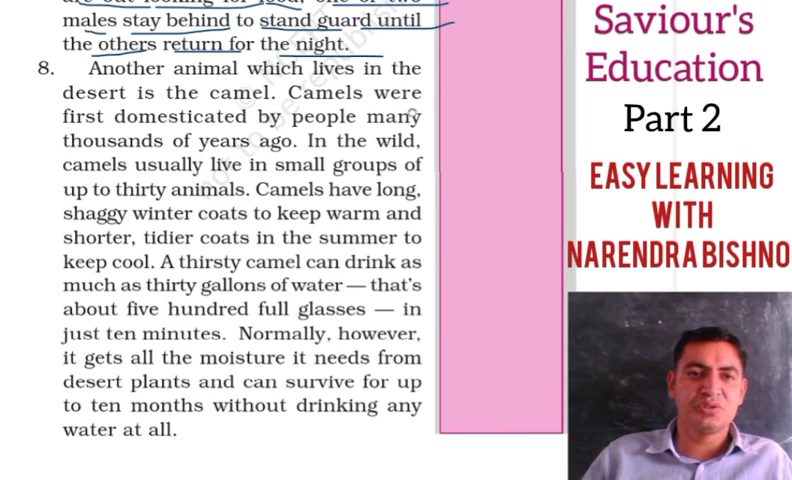 males stay behind to stand guard until
the others return for the night.
8. Another animal which lives in the
desert is the camel. Camels were
first domesticated by people many
thousands of years ago. In the wild,
camels usually live in small groups of
up to thirty animals. Camels have long,
shaggy winter coats to keep warm and
shorter, tidier coats in the summer to
keep cool. A thirsty camel can drink as
much as thirty gallons of water — that's
about five hundred full glasses — in
just ten minutes. Normally, however,
it gets all the moisture it needs from
desert plants and can survive for up
to ten months without drinking any
water at all.
Saviour's
Education
Part 2
EASY LEARNING
WITH
NARENDRA BISHNO